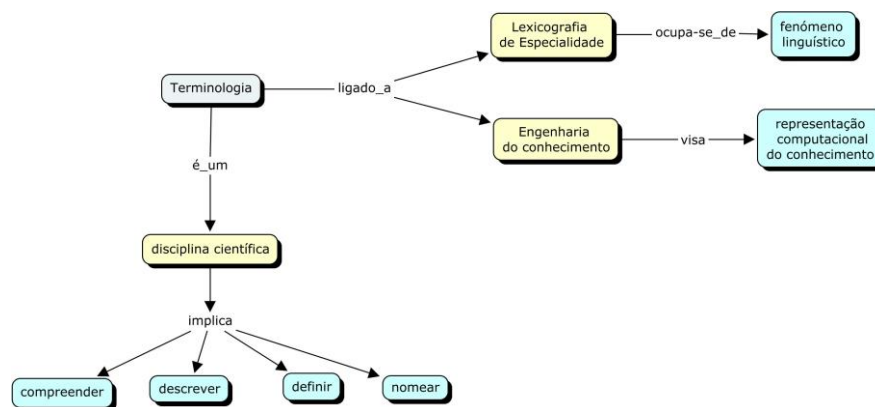 Lexicografia
de Especialidade
ocupa-se_de
fenómeno
linguístico
Terminologia
ligado_a
Engenharia
do conhecimento
visa
representação
computacional
do conhecimento
é_um
disciplina científica
implica
compreender
descrever
definir
nomear